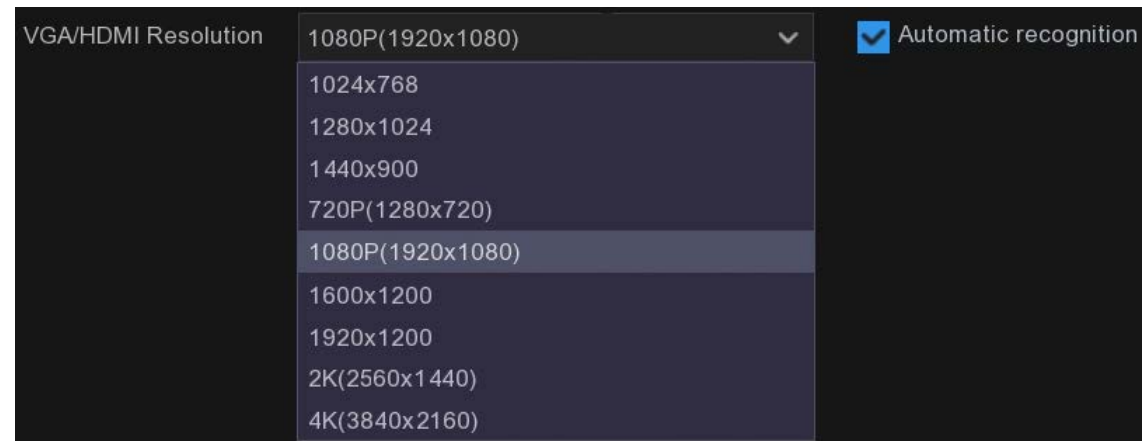 VGA/HDMI Resolution 1080P(1920x1080) Automatic recognition
1024x768
1280x1024
1440x900
720P(1280x720)
1080P(1920x1080)
1600x1200
1920x1200
2K(2560x1440)
4K(3840x2160)